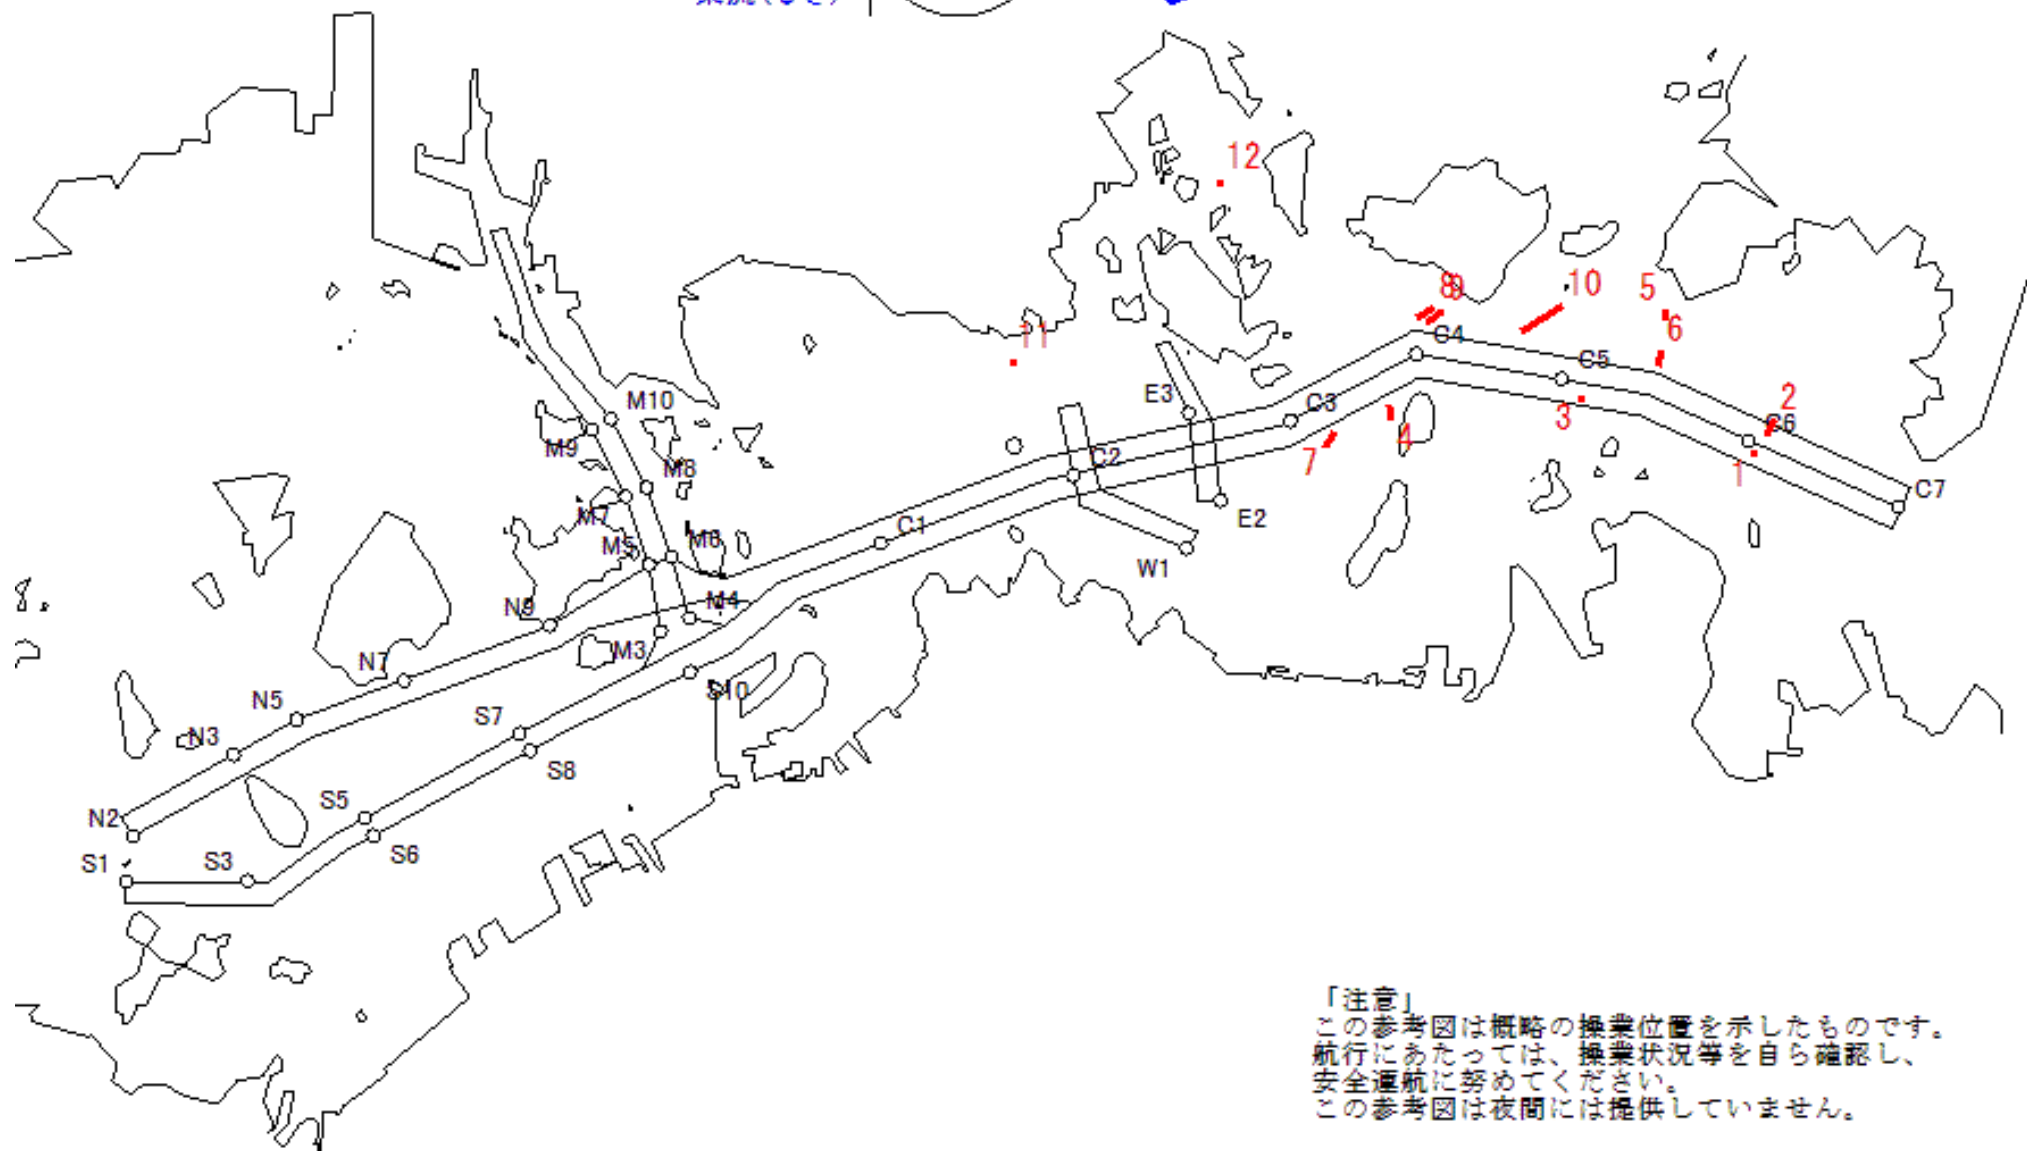 12
8
9
10
5
6
11
C4
C5
E3
C3
2
C6
3
4
7
1
M10
M9
M8
C2
C7
M7
E2
C1
M5
M6
W1
N9
M4
M3
N7
S10
N5
S7
N3
S8
S5
N2
S6
S1
S3
「注意」
この参考図は概略の操業位置を示したものです。
航行にあたっては、操業状況等を自ら確認し、
安全運航に努めてください。
この参考図は夜間には提供していません。